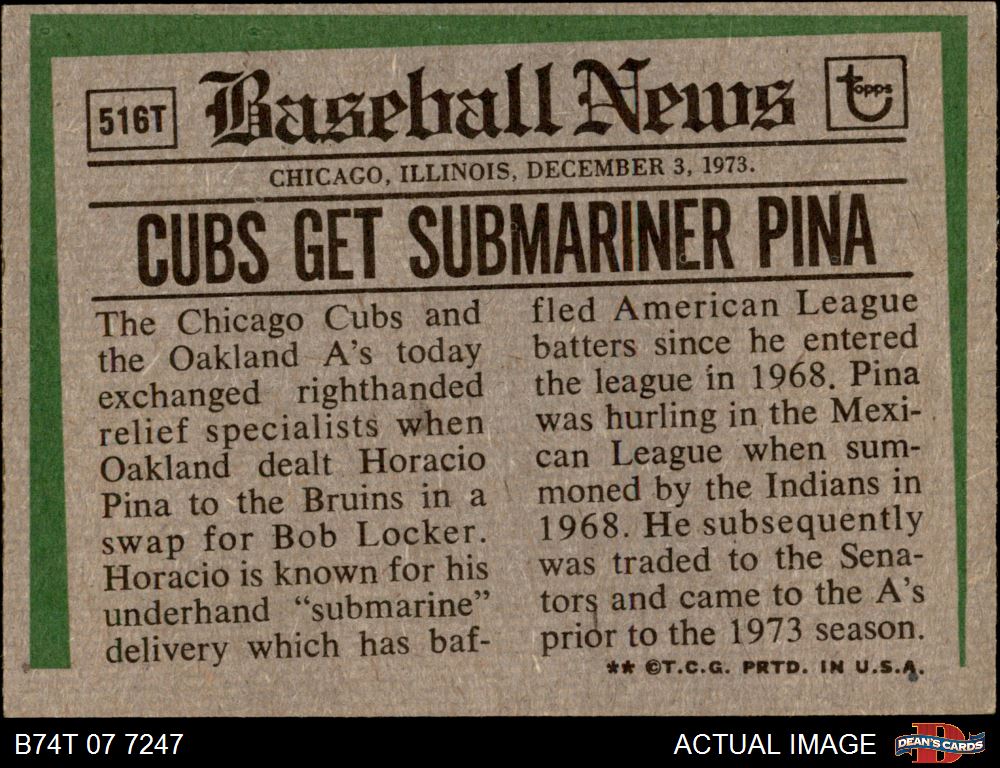 516T
Baseball News
topps
CHICAGO, ILLINOIS, DECEMBER 3, 1973.
CUBS GET SUBMARINER PINA
The Chicago Cubs and
the Oakland A's today
exchanged righthanded
relief specialists when
Oakland dealt Horacio
Pina to the Bruins in a
swap for Bob Locker.
Horacio is known for his
underhand "submarine"
delivery which has baf-
fled American League
batters since he entered
the league in 1968. Pina
was hurling in the Mexi-
can League when sum-
moned by the Indians in
1968. He subsequently
was traded to the Sena-
tors and came to the A's
prior to the 1973 season.
** ©T.C.G. PRTD. IN U.S.A.
B74T 07 7247
ACTUAL IMAGE
DEAN'S CARDS